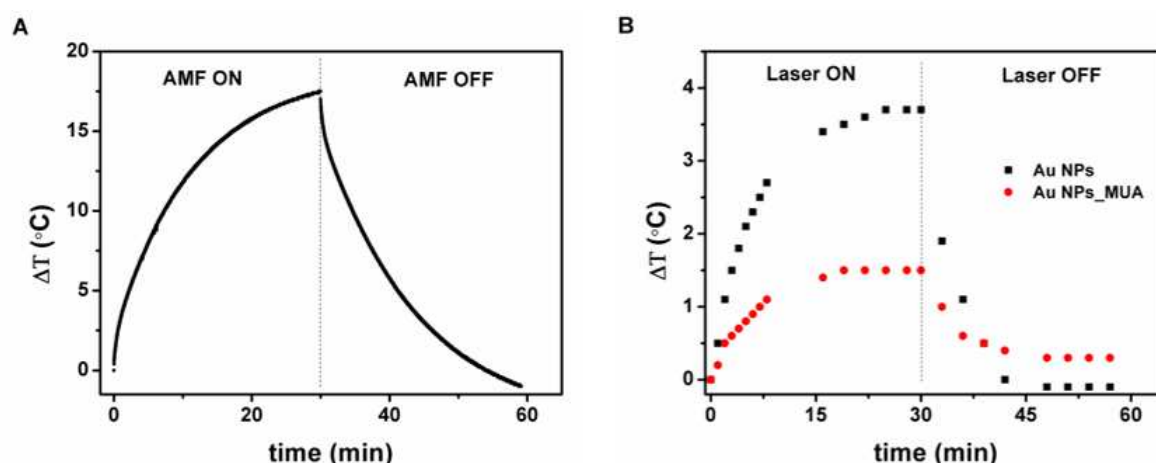 A
AMF ON
AMF OFF
ΔT (°C)
20
15
10
5
0
0
20
40
60
time (min)
B
Laser ON
Laser OFF
ΔT (°C)
4
3
2
1
0
Au NPs
Au NPs_MUA
0
15
30
45
60
time (min)